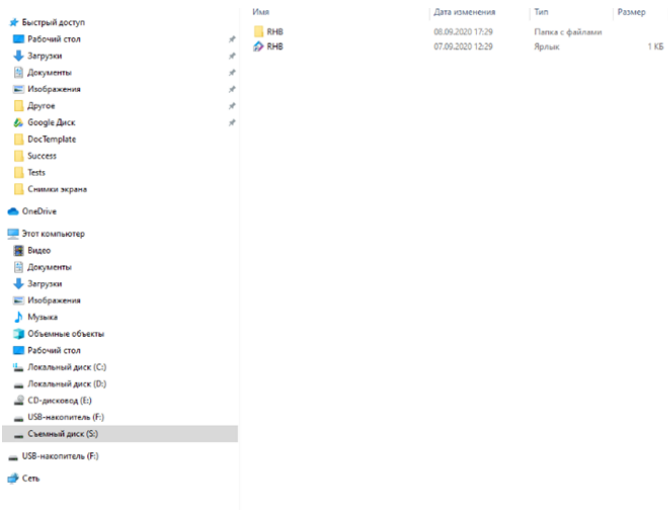 Имя Дата изменения Тип Размер
RHB 08.09.2020 17:29 Папка с файлами
RHB 07.09.2020 12:29 Ярлык 1 КБ
Быстрый доступ
Рабочий стол
Загрузки
Документы
Изображения
Другое
Google Диск
DocTemplate
Success
Tests
Снимки экрана
OneDrive
Этот компьютер
Видео
Документы
Загрузки
Изображения
Музыка
Объемные объекты
Рабочий стол
Локальный диск (C:)
Локальный диск (D:)
CD-дисковод (E:)
USB-накопитель (F:)
Съемный диск (S:)
USB-накопитель (F:)
Сеть